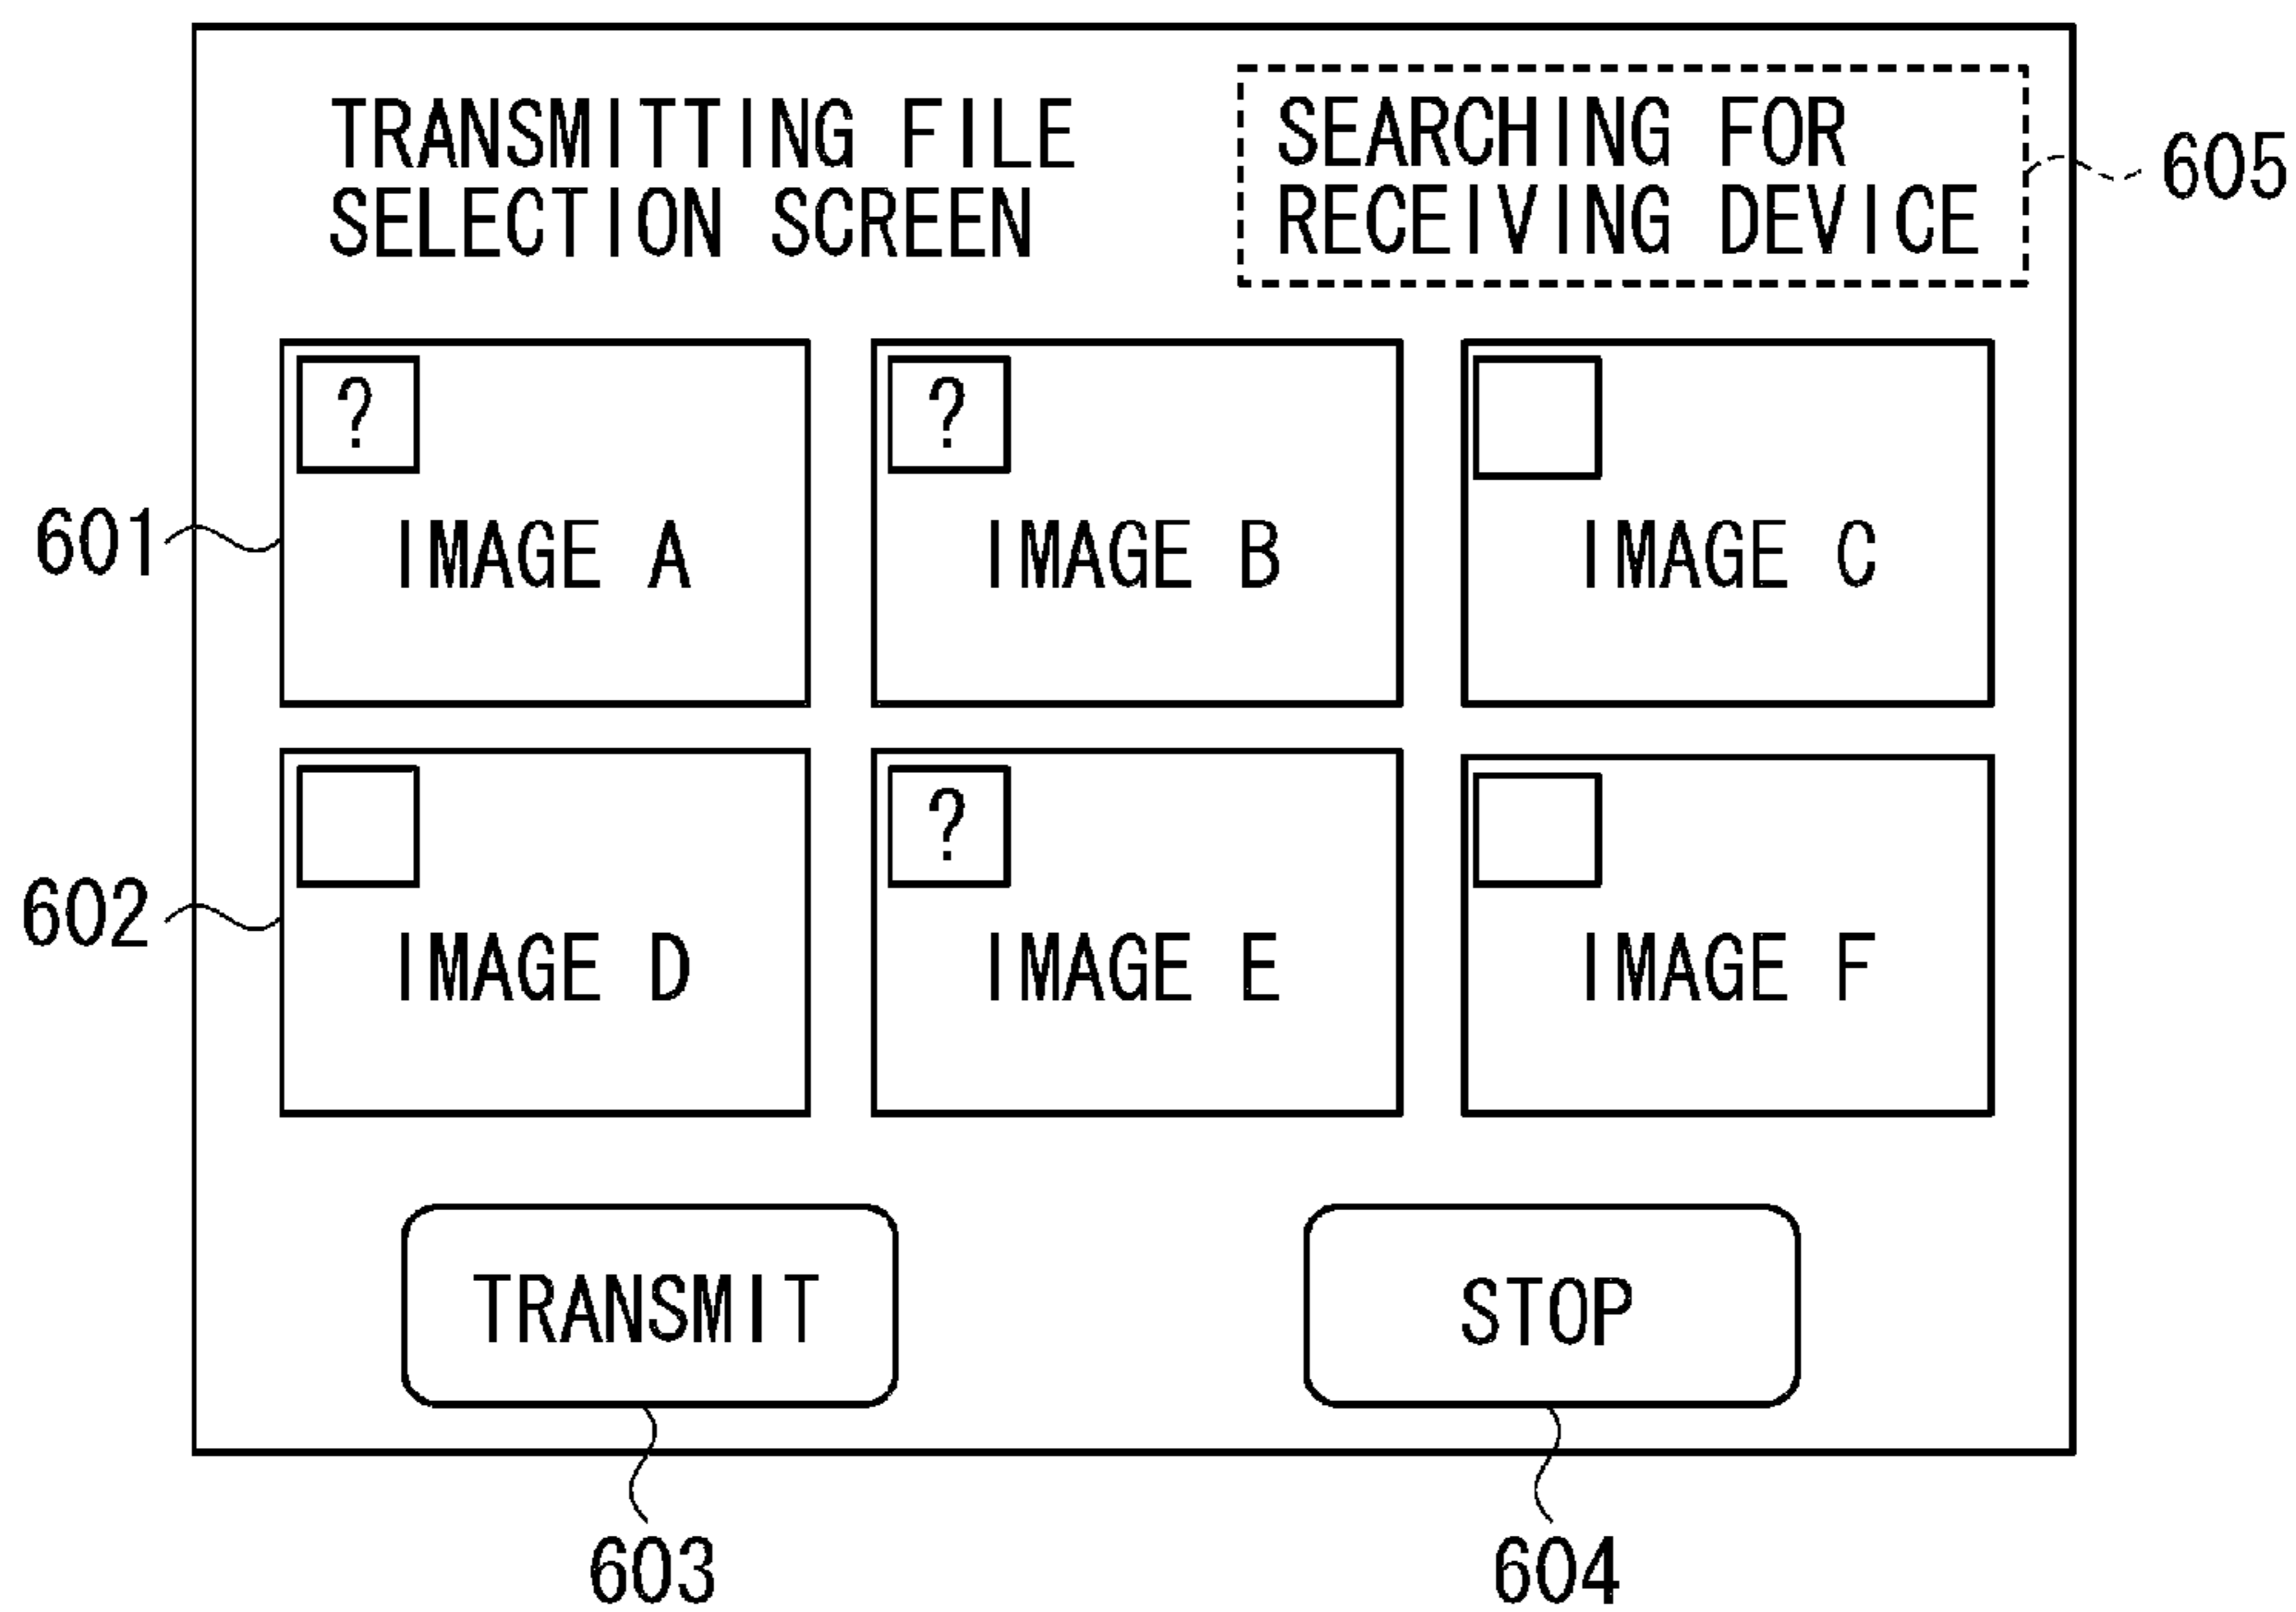 TRANSMITTING FILE
SELECTION SCREEN
SEARCHING FOR
RECEIVING DEVICE
605
?
?
601
IMAGE A
IMAGE B
IMAGE C
?
602
IMAGE D
IMAGE E
IMAGE F
TRANSMIT
STOP
603
604